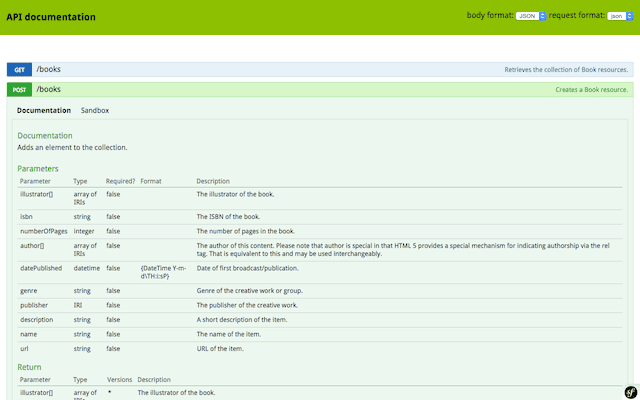 API documentation
body format: JSON request format: json
GET /books Retrieves the collection of Book resources.
POST /books Creates a Book resource.
Documentation Sandbox
Documentation
Adds an element to the collection.
Parameters
Parameter Type Required? Format Description
illustrator[] array of IRIs false The illustrator of the book.
isbn string false The ISBN of the book.
numberOfPages integer false The number of pages in the book.
author[] array of IRIs false The author of this content. Please note that author is special in that HTML 5 provides a special mechanism for indicating authorship via the rel
tag. That is equivalent to this and may be used interchangeably.
datePublished datetime false {DateTime Y-m-d\TH:i:sP} Date of first broadcast/publication.
genre string false Genre of the creative work or group.
publisher IRI false The publisher of the creative work.
description string false A short description of the item.
name string false The name of the item.
url string false URL of the item.
Return
Parameter Type Versions Description
illustrator[] array of IRIs * The illustrator of the book.
sf